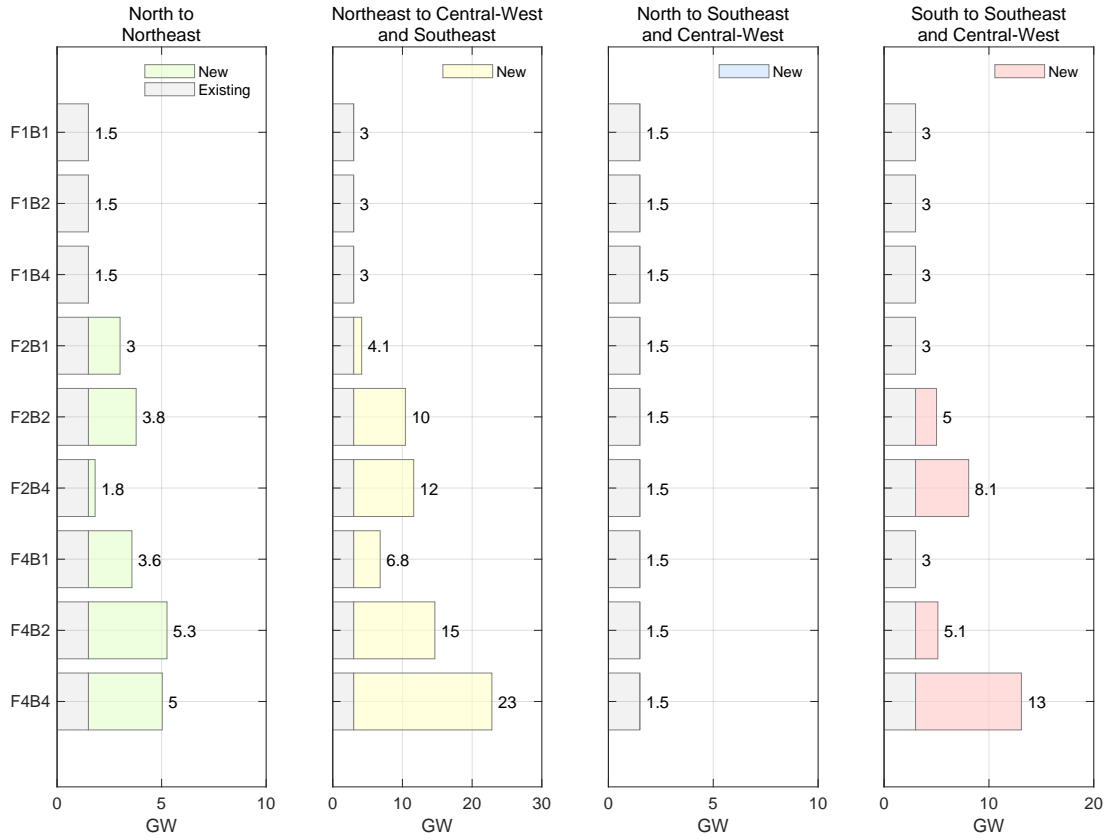 North to
Northeast
New
Existing
F1B1
F1B2
F1B4
F2B1
F2B2
F2B4
F4B1
F4B2
F4B4
1.5
1.5
1.5
3
3.8
1.8
3.6
5.3
5
0 5 10
GW
Northeast to Central-West
and Southeast
New
3
3
3
4.1
10
12
6.8
15
23
0 10 20 30
GW
North to Southeast
and Central-West
New
1.5
1.5
1.5
1.5
1.5
1.5
1.5
1.5
1.5
0 5 10
GW
South to Southeast
and Central-West
New
3
3
3
3
5
8.1
3
5.1
13
0 10 20
GW